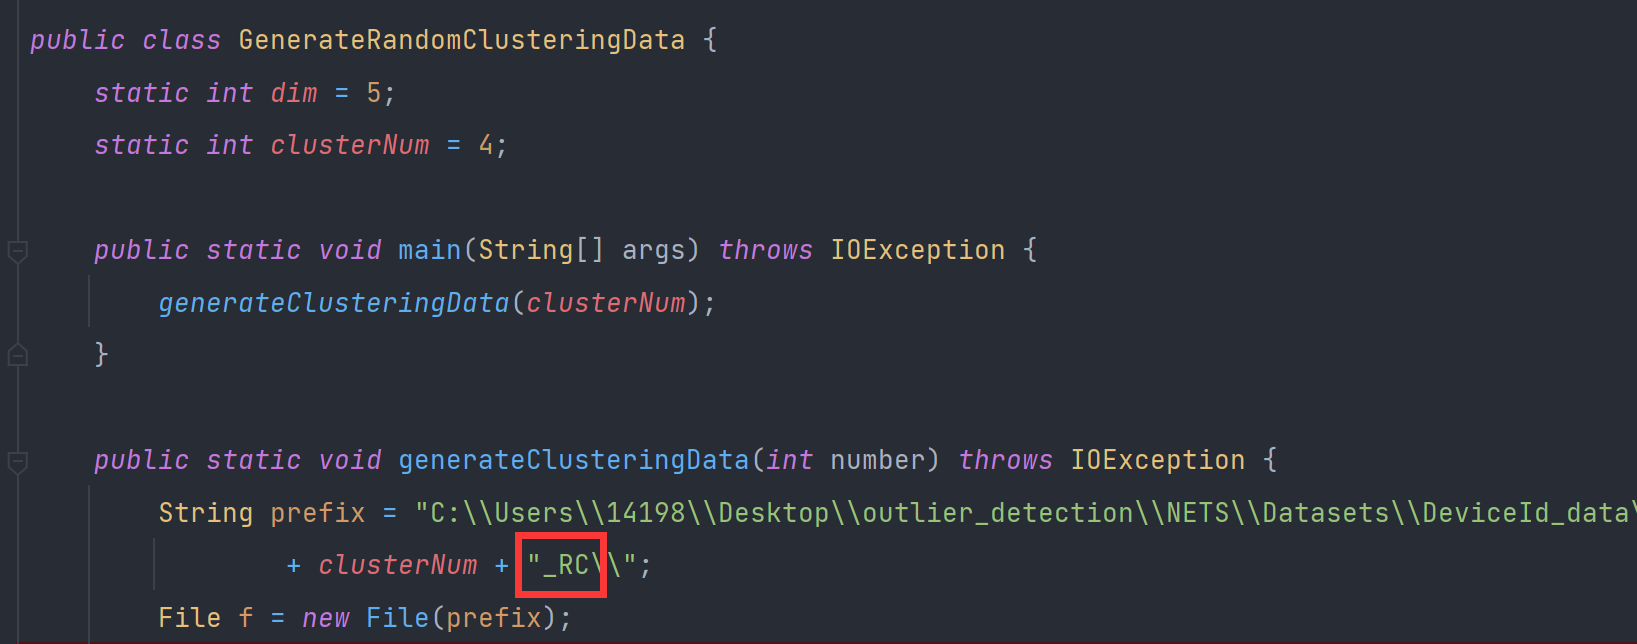 public class GenerateRandomClusteringData {
static int dim = 5;
static int clusterNum = 4;
public static void main(String[] args) throws IOException {
generateClusteringData(clusterNum);
}
public static void generateClusteringData(int number) throws IOException {
String prefix = "C:\\Users\\14198\\Desktop\\outlier_detection\\NETS\\Datasets\\DeviceId_data\
+ clusterNum + "_RC\\";
File f = new File(prefix);